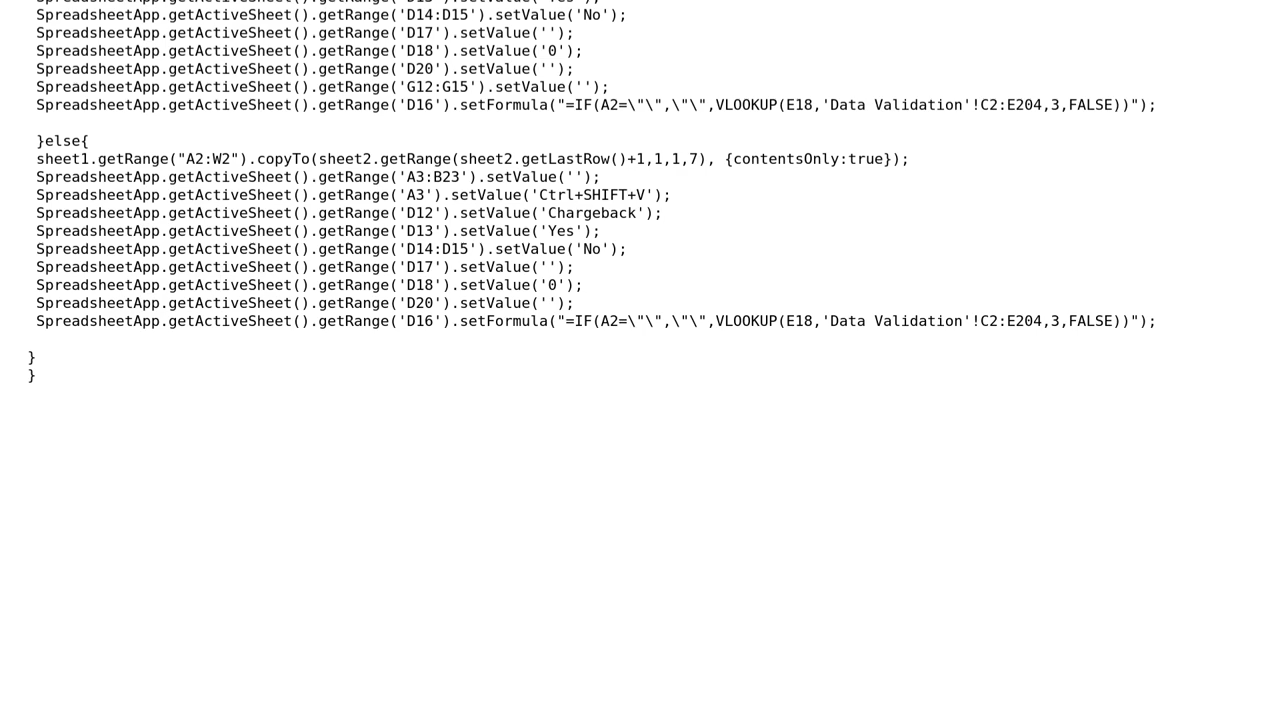 SpreadsheetApp.getActiveSheet().getRange('D13').setValue('Yes');
SpreadsheetApp.getActiveSheet().getRange('D14:D15').setValue('No');
SpreadsheetApp.getActiveSheet().getRange('D17').setValue('');
SpreadsheetApp.getActiveSheet().getRange('D18').setValue('0');
SpreadsheetApp.getActiveSheet().getRange('D20').setValue('');
SpreadsheetApp.getActiveSheet().getRange('G12:G15').setValue('');
SpreadsheetApp.getActiveSheet().getRange('D16').setFormula("=IF(A2=\"\",\"\",VLOOKUP(E18,'Data Validation'!C2:E204,3,FALSE))");
}else{
sheet1.getRange("A2:W2").copyTo(sheet2.getRange(sheet2.getLastRow()+1,1,1,7), {contentsOnly:true});
SpreadsheetApp.getActiveSheet().getRange('A3:B23').setValue('');
SpreadsheetApp.getActiveSheet().getRange('A3').setValue('Ctrl+SHIFT+V');
SpreadsheetApp.getActiveSheet().getRange('D12').setValue('Chargeback');
SpreadsheetApp.getActiveSheet().getRange('D13').setValue('Yes');
SpreadsheetApp.getActiveSheet().getRange('D14:D15').setValue('No');
SpreadsheetApp.getActiveSheet().getRange('D17').setValue('');
SpreadsheetApp.getActiveSheet().getRange('D18').setValue('0');
SpreadsheetApp.getActiveSheet().getRange('D20').setValue('');
SpreadsheetApp.getActiveSheet().getRange('D16').setFormula("=IF(A2=\"\",\"\",VLOOKUP(E18,'Data Validation'!C2:E204,3,FALSE))");
}
}